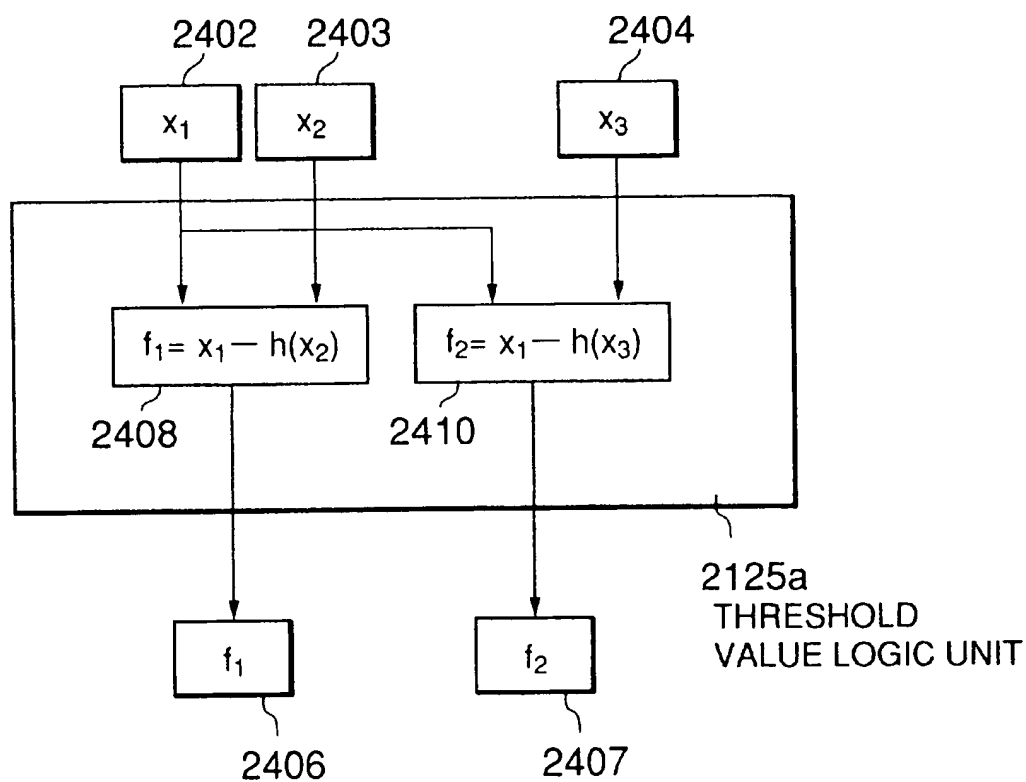 2402 2403 2404
x₁ x₂ x₃
f₁= x₁ — h(x₂) f₂= x₁ — h(x₃)
2408 2410
2125a
THRESHOLD
VALUE LOGIC UNIT
f₁ f₂
2406 2407